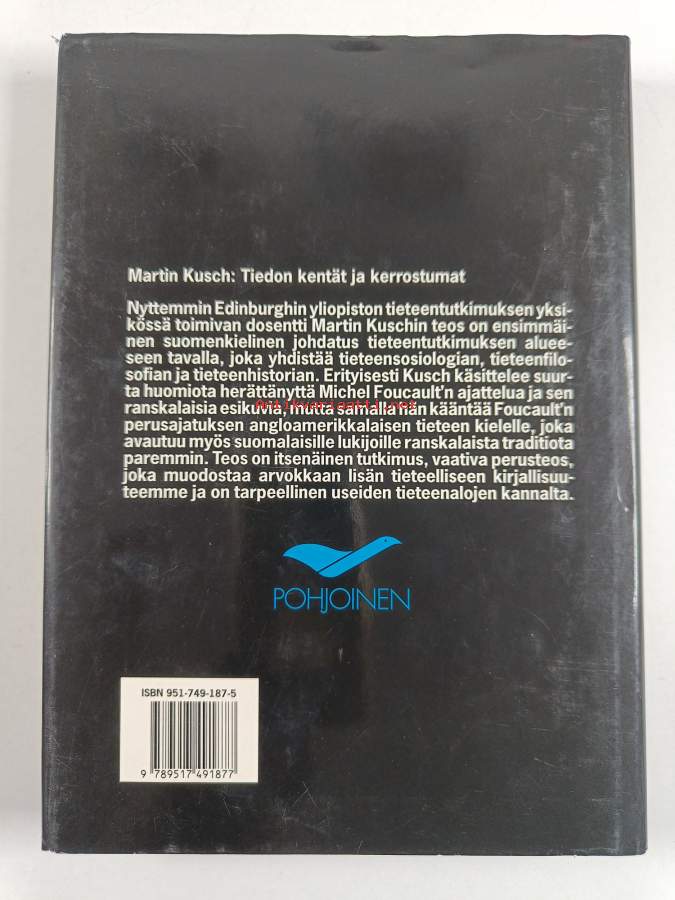 Martin Kusch: Tiedon kentät ja kerrostumat
Nyttemmin Edinburghin yliopiston tieteentutkimuksen yksi-
kössä toimivan dosentti Martin Kuschin teos on ensimmäi-
nen suomenkielinen johdatus tieteentutkimuksen aluee-
seen tavalla, joka yhdistää tieteensosiologian, tieteenfilo-
sofian ja tieteenhistorian. Erityisesti Kusch käsittelee suur-
ta huomiota herättänyttä Michel Foucault'n ajattelua ja sen
ranskalaisia esikuvia, mutta samalla hän kääntää Foucault'n
antikvariaatti.net
perusajatuksen angloamerikkalaisen tieteen kielelle, joka
avautuu myös suomalaisille lukijoille ranskalaista traditiota
paremmin. Teos on itsenäinen tutkimus, vaativa perusteos,
joka muodostaa arvokkaan lisän tieteelliseen kirjallisuu-
teemme ja on tarpeellinen useiden tieteenalojen kannalta.
POHJOINEN
ISBN 951-749-187-5
9 789517 491877